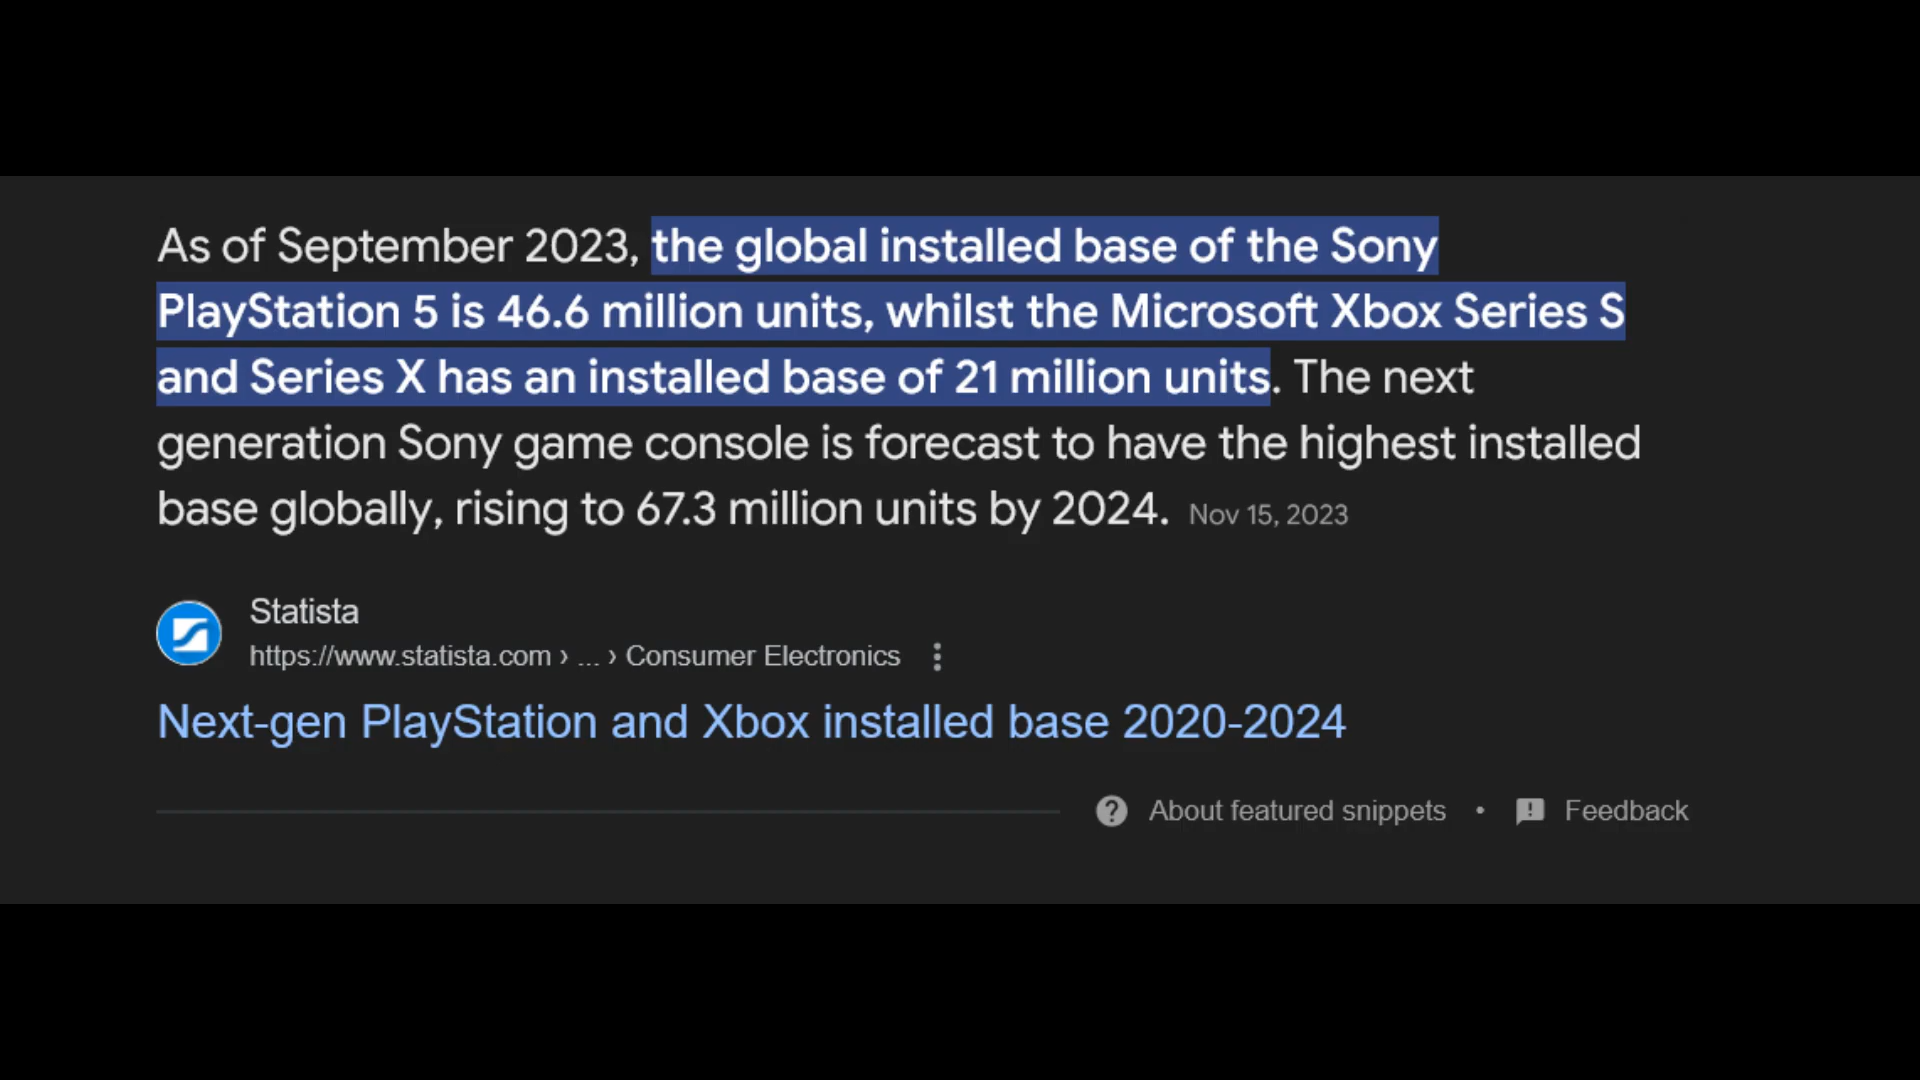 As of September 2023, the global installed base of the Sony
PlayStation 5 is 46.6 million units, whilst the Microsoft Xbox Series S
and Series X has an installed base of 21 million units. The next
generation Sony game console is forecast to have the highest installed
base globally, rising to 67.3 million units by 2024. Nov 15, 2023
Statista
https://www.statista.com › ... › Consumer Electronics
Next-gen PlayStation and Xbox installed base 2020-2024
About featured snippets • Feedback